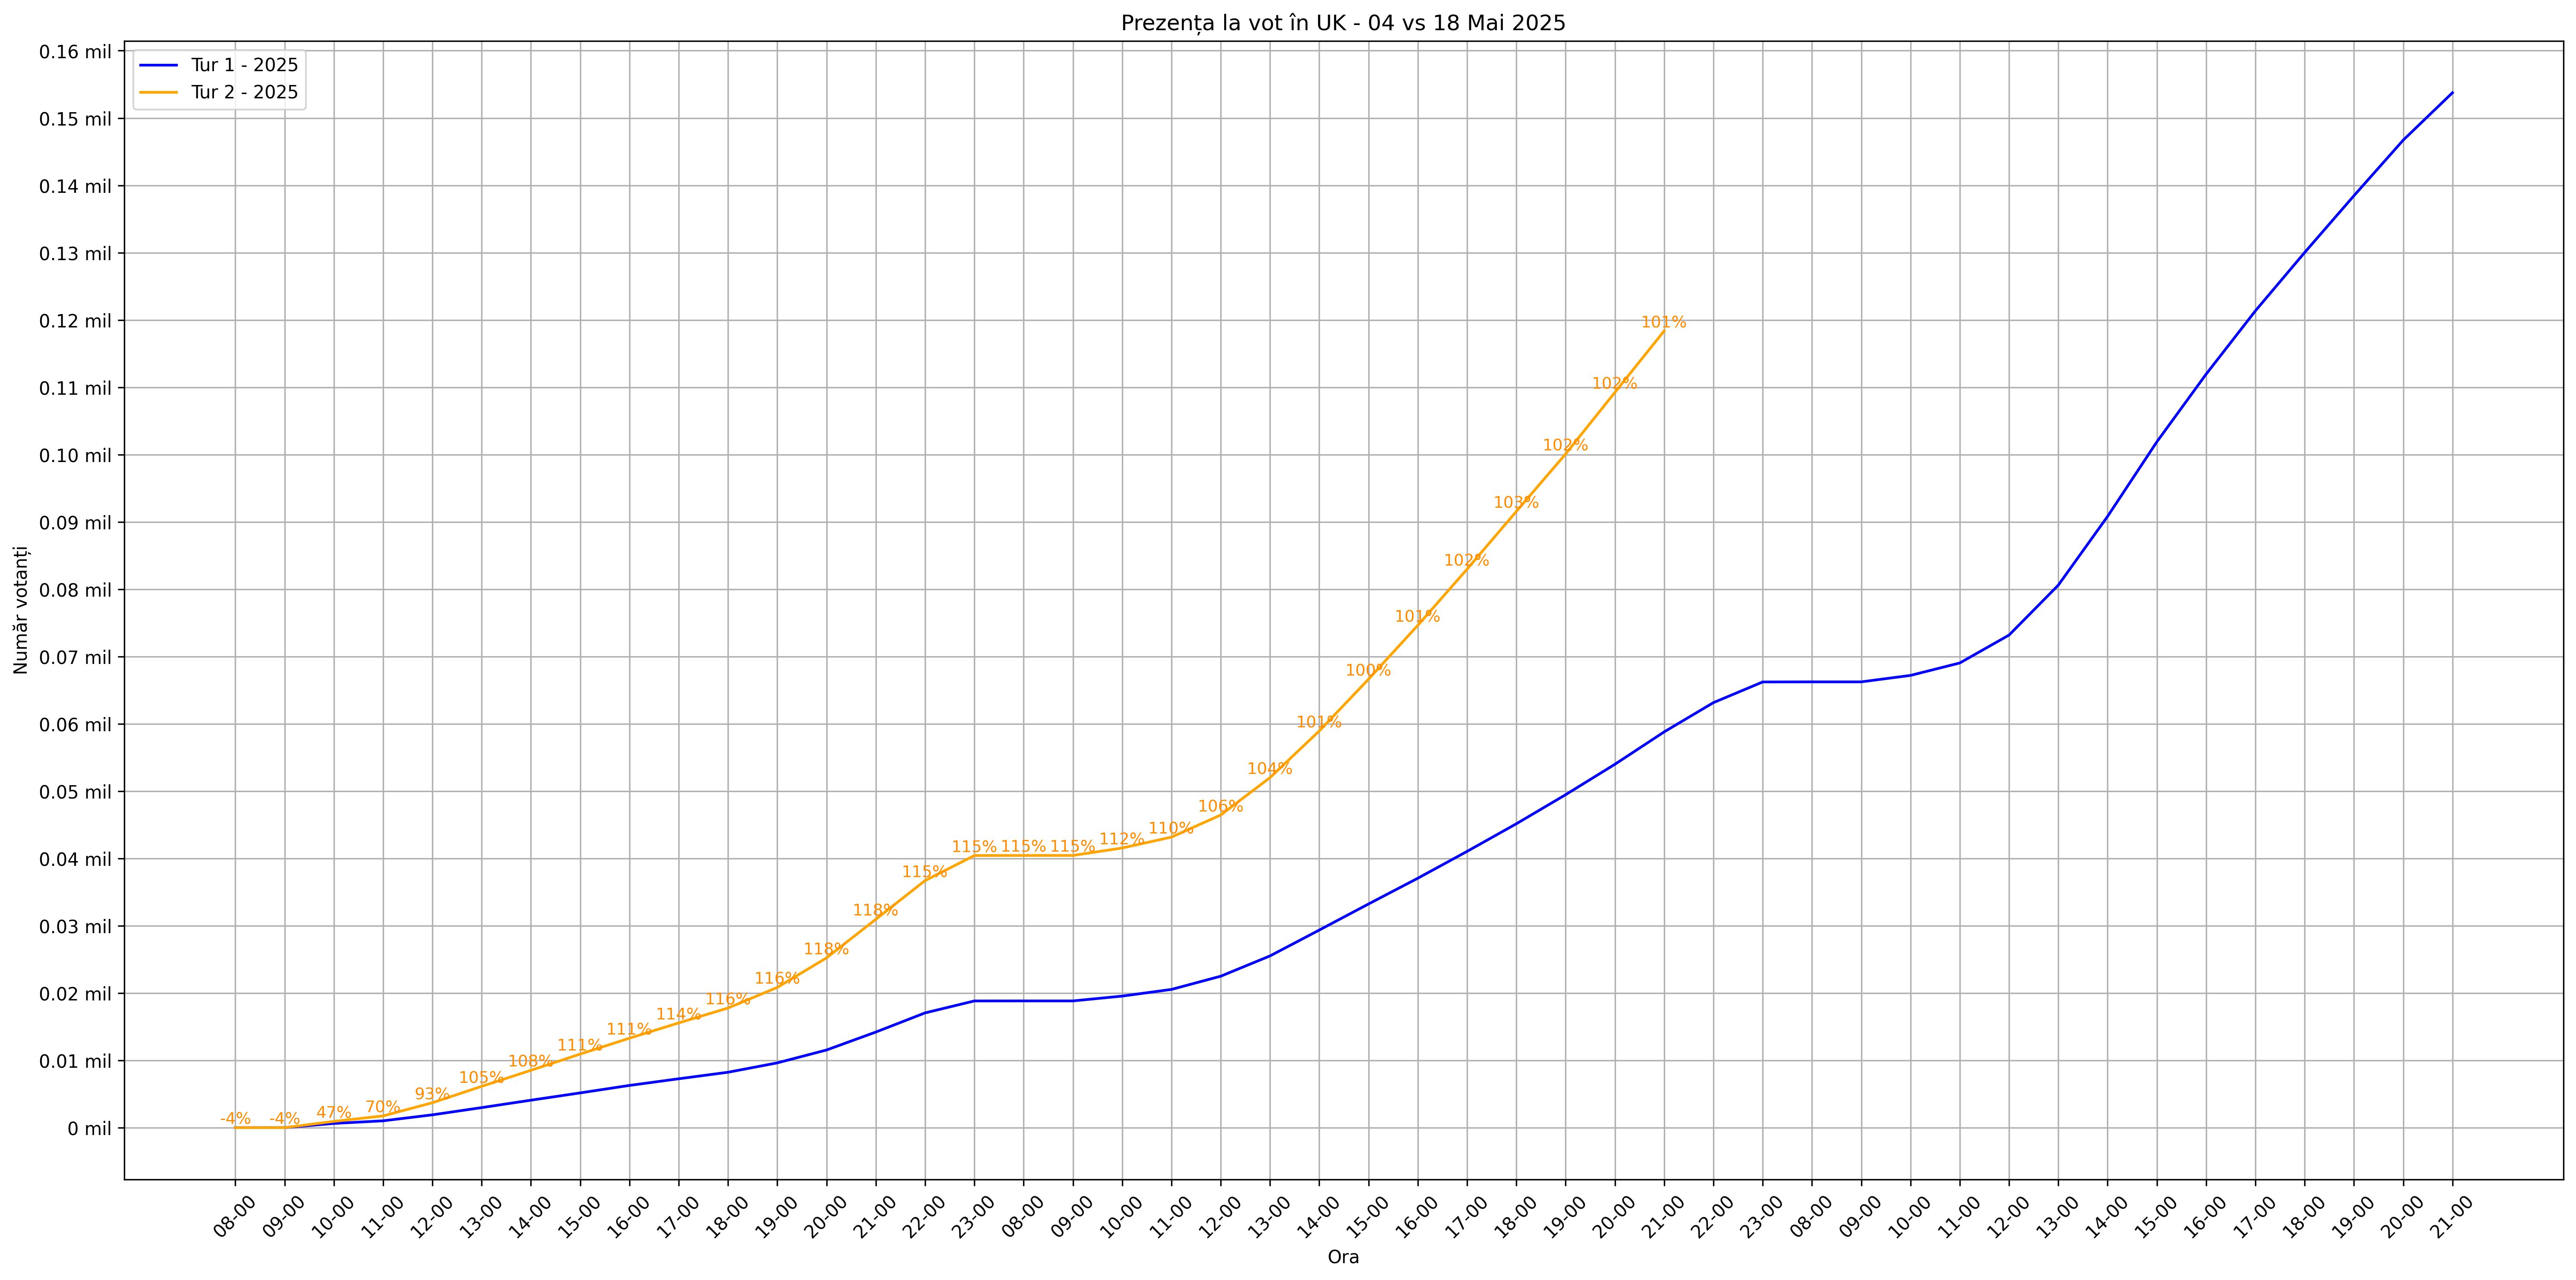 Prezența la vot în UK - 04 vs 18 Mai 2025
Tur 1 - 2025
Tur 2 - 2025
Număr votanți
0.16 mil
0.15 mil
0.14 mil
0.13 mil
0.12 mil
0.11 mil
0.10 mil
0.09 mil
0.08 mil
0.07 mil
0.06 mil
0.05 mil
0.04 mil
0.03 mil
0.02 mil
0.01 mil
0 mil
-4% -4% 47% 70% 93% 105% 108% 111% 111% 114% 116% 116% 118% 118% 115% 115% 115% 115% 112% 110% 106% 104% 101% 100% 101% 102% 103% 102% 102% 101%
08-00 09-00 10-00 11-00 12-00 13-00 14-00 15-00 16-00 17-00 18-00 19-00 20-00 21-00 22-00 23-00 08-00 09-00 10-00 11-00 12-00 13-00 14-00 15-00 16-00 17-00 18-00 19-00 20-00 21-00 22-00 23-00 08-00 09-00 10-00 11-00 12-00 13-00 14-00 15-00 16-00 17-00 18-00 19-00 20-00 21-00
Ora